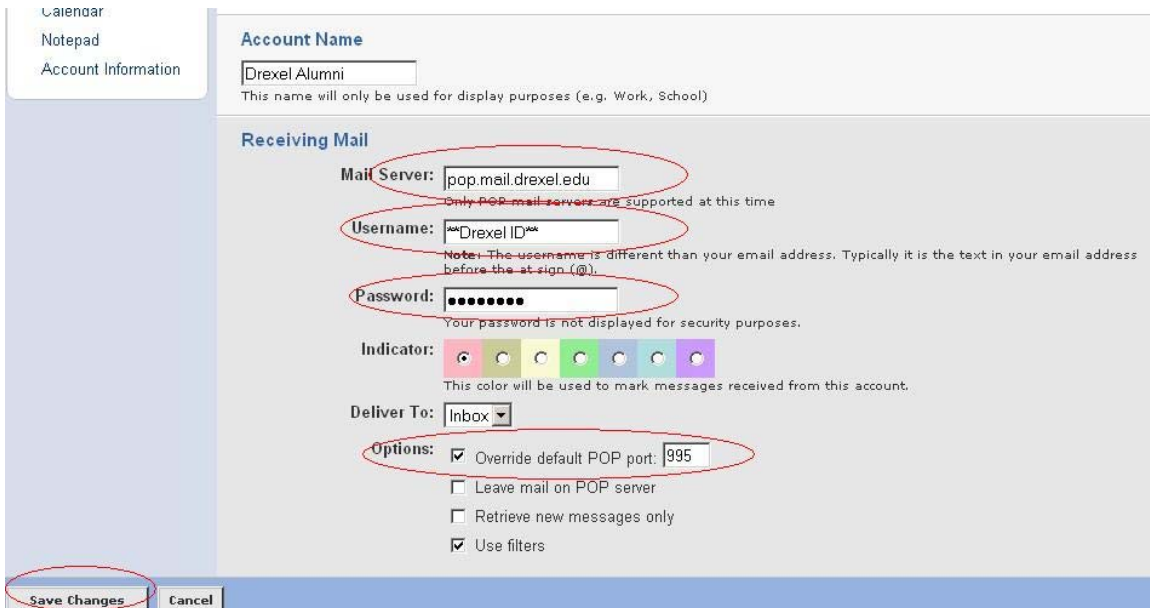 Calendar
Notepad
Account Information
Account Name
Drexel Alumni
This name will only be used for display purposes (e.g. Work, School)
Receiving Mail
Mail Server: pop.mail.drexel.edu
Only POP mail servers are supported at this time
Username: **Drexel ID**
Note: The username is different than your email address. Typically it is the text in your email address
before the at sign (@).
Password: ●●●●●●●●
Your password is not displayed for security purposes.
Indicator:
This color will be used to mark messages received from this account.
Deliver To: Inbox
Options: Override default POP port: 995
Leave mail on POP server
Retrieve new messages only
Use filters
Save Changes Cancel